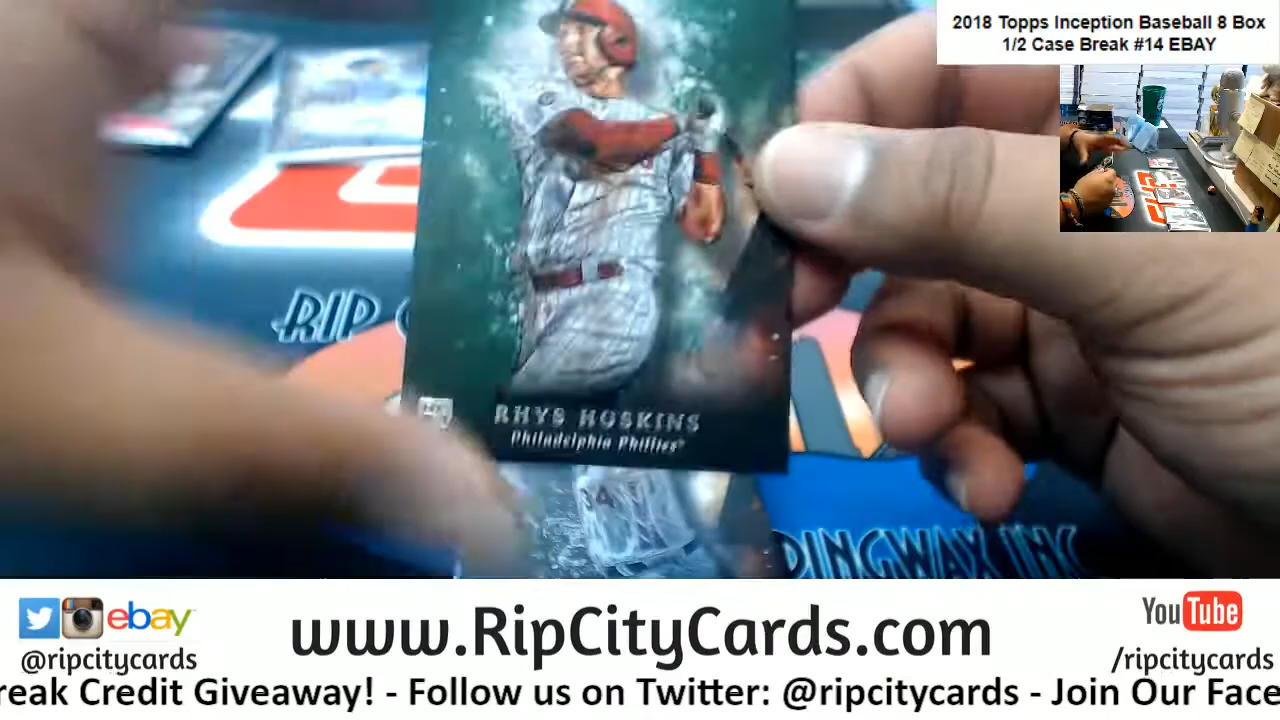 2018 Topps Inception Baseball 8 Box
1/2 Case Break #14 EBAY
RIP
RHYS HOSKINS
Philadelphia Phillies
PINGWAX INC
ebay
@ripcitycards
www.RipCityCards.com
YouTube
/ripcitycards
reak Credit Giveaway! - Follow us on Twitter: @ripcitycards - Join Our Face